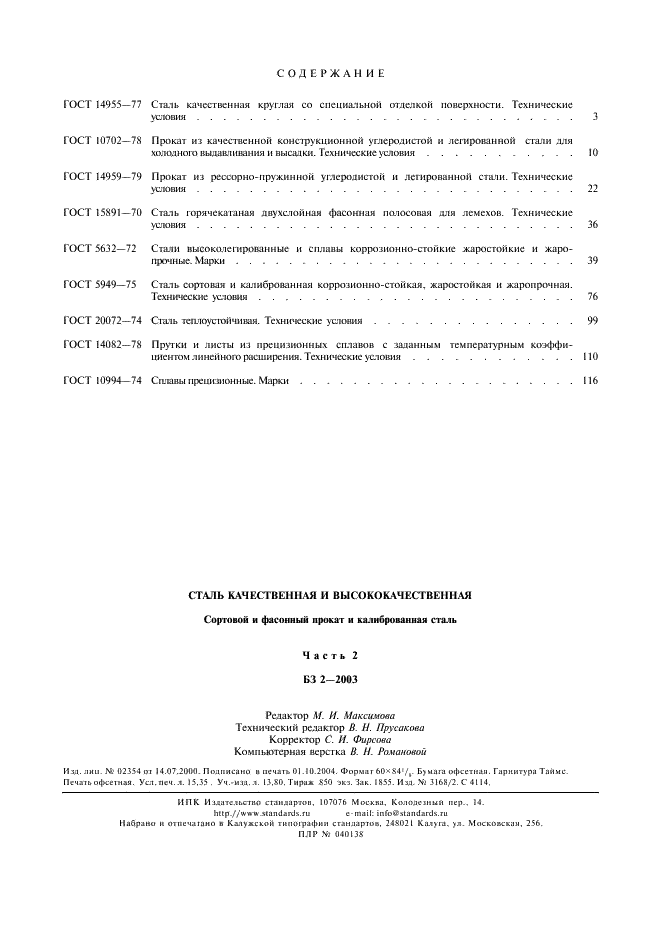 СОДЕРЖАНИЕ
ГОСТ 14955—77 Сталь качественная круглая со специальной отделкой поверхности. Технические
условия . . . . . . . . . . . . . . . . . . . . . . . . . . . . 3
ГОСТ 10702—78 Прокат из качественной конструкционной углеродистой и легированной стали для
холодного выдавливания и высадки. Технические условия . . . . . . . . . . . 10
ГОСТ 14959—79 Прокат из рессорно-пружинной углеродистой и легированной стали. Технические
условия . . . . . . . . . . . . . . . . . . . . . . . . . . . . 22
ГОСТ 15891—70 Сталь горячекатаная двухслойная фасонная полосовая для лемехов. Технические
условия . . . . . . . . . . . . . . . . . . . . . . . . . . . . 36
ГОСТ 5632—72 Стали высоколегированные и сплавы коррозионно-стойкие жаростойкие и жаро-
прочные. Марки . . . . . . . . . . . . . . . . . . . . . . . . . 39
ГОСТ 5949—75 Сталь сортовая и калиброванная коррозионно-стойкая, жаростойкая и жаропрочная.
Технические условия . . . . . . . . . . . . . . . . . . . . . . . 76
ГОСТ 20072—74 Сталь теплоустойчивая. Технические условия . . . . . . . . . . . . . . 99
ГОСТ 14082—78 Прутки и листы из прецизионных сплавов с заданным температурным коэффи-
циентом линейного расширения. Технические условия . . . . . . . . . . . . 110
ГОСТ 10994—74 Сплавы прецизионные. Марки . . . . . . . . . . . . . . . . . . . 116
СТАЛЬ КАЧЕСТВЕННАЯ И ВЫСОКОКАЧЕСТВЕННАЯ
Сортовой и фасонный прокат и калиброванная сталь
Часть 2
БЗ 2—2003
Редактор М. И. Максимова
Технический редактор В. Н. Прусакова
Корректор С. И. Фирсова
Компьютерная верстка В. Н. Романовой
Изд. лиц. № 02354 от 14.07.2000. Подписано в печать 01.10.2004. Формат 60×84¹/₈. Бумага офсетная. Гарнитура Таймс.
Печать офсетная. Усл. печ. л. 15,35 . Уч.-изд. л. 13,80. Тираж 850 экз. Зак. 1855. Изд. № 3168/2. С 4114.
ИПК Издательство стандартов, 107076 Москва, Колодезный пер., 14.
http://www.standards.ru e-mail: info@standards.ru
Набрано и отпечатано в Калужской типографии стандартов, 248021 Калуга, ул. Московская, 256.
ПЛР № 040138